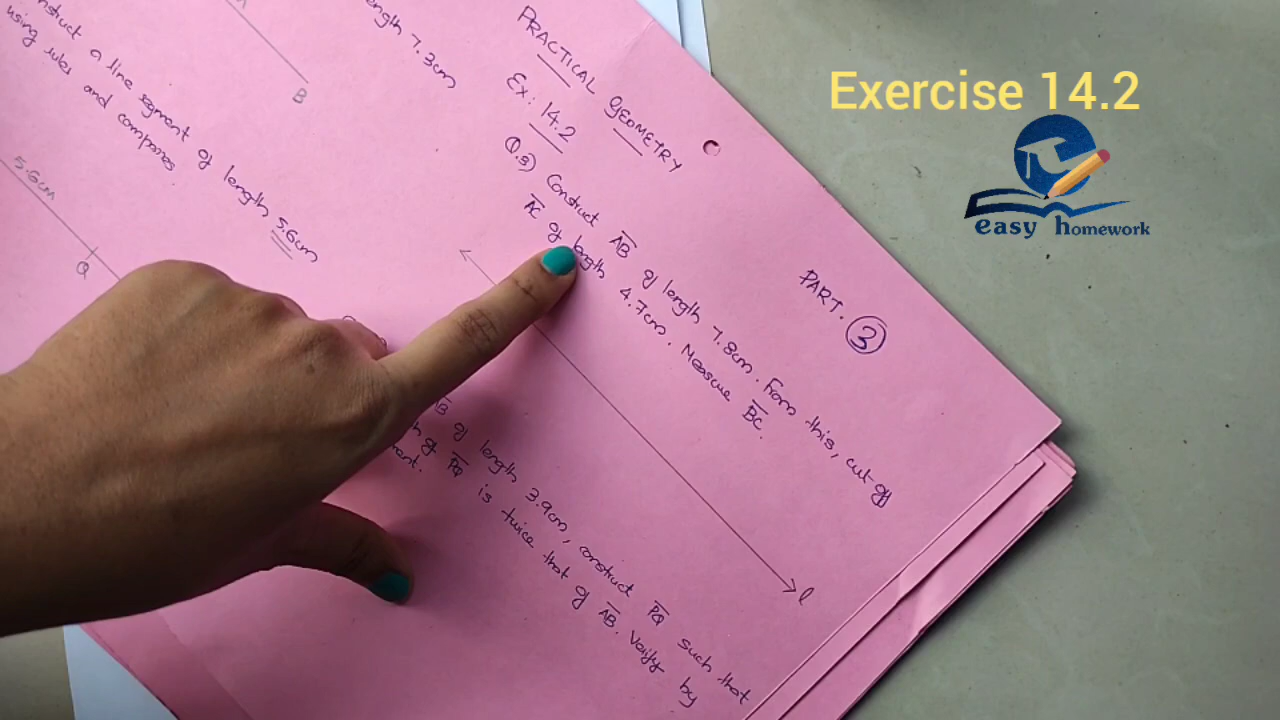 Exercise 14.2
easy homework
PRACTICAL GEOMETRY
Ex: 14.2
PART. 3
Q.3) Construct AB of length 7.8cm. From this, cut-off
AC of length 4.7cm. Measure BC.
l
of length 3.9cm, construct PQ such that
of PQ is twice that of AB. Verify by
length 7.3cm
B
a line segment of length 5.6cm
using ruler and compasses
5.6cm
Q